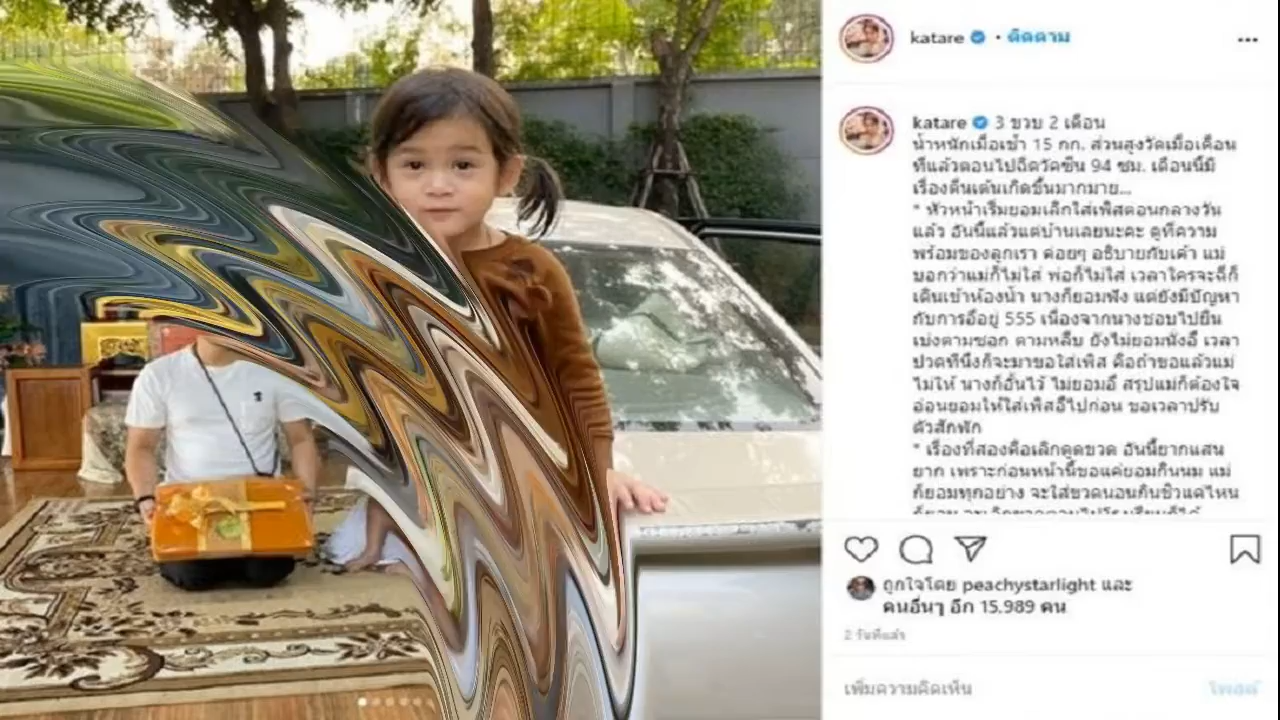 katare • ติดตาม
katare 3 ขวบ 2 เดือน
น้ำหนักเมื่อเช้า 15 กก. ส่วนสูงวัดเมื่อเดือน
ที่แล้วตอนไปฉีดวัคซีน 94 ซม. เดือนนี้มี
เรื่องตื่นเต้นเกิดขึ้นมากมาย...
* หัวหน้าเริ่มยอมเลิกใส่เพิสตอนกลางวัน
แล้ว อันนี้แล้วแต่บ้านเลยนะคะ ดูที่ความ
พร้อมของลูกเรา ค่อยๆ อธิบายกับเค้า แม่
บอกว่าแม่ก็ไม่ใส่ พ่อก็ไม่ใส่ เวลาใครจะฉี่ก็
เดินเข้าห้องน้ำ นางก็ยอมฟัง แต่ยังมีปัญหา
กับการอึอยู่ 555 เนื่องจากนางชอบไปยืน
เบ่งตามซอก ตามหลืบ ยังไม่ยอมนั่งอึ เวลา
ปวดทีนึงก็จะมาขอใส่เพิส คือถ้าขอแล้วแม่
ไม่ให้ นางก็อั้นไว้ ไม่ยอมอึ สรุปแม่ก็ต้องใจ
อ่อนยอมให้ใส่เพิสอึไปก่อน ขอเวลาปรับ
ตัวสักพัก
* เรื่องที่สองคือเลิกดูดขวด อันนี้ยากแสน
ยาก เพราะก่อนหน้านี้ขอแค่ยอมกินนม แม่
ก็ยอมทุกอย่าง จะใส่ขวดนอนกินชิวแค่ไหน
ถูกใจโดย peachystarlight และ
คนอื่นๆ อีก 15,989 คน
2 วันที่แล้ว
เพิ่มความคิดเห็น โพสต์